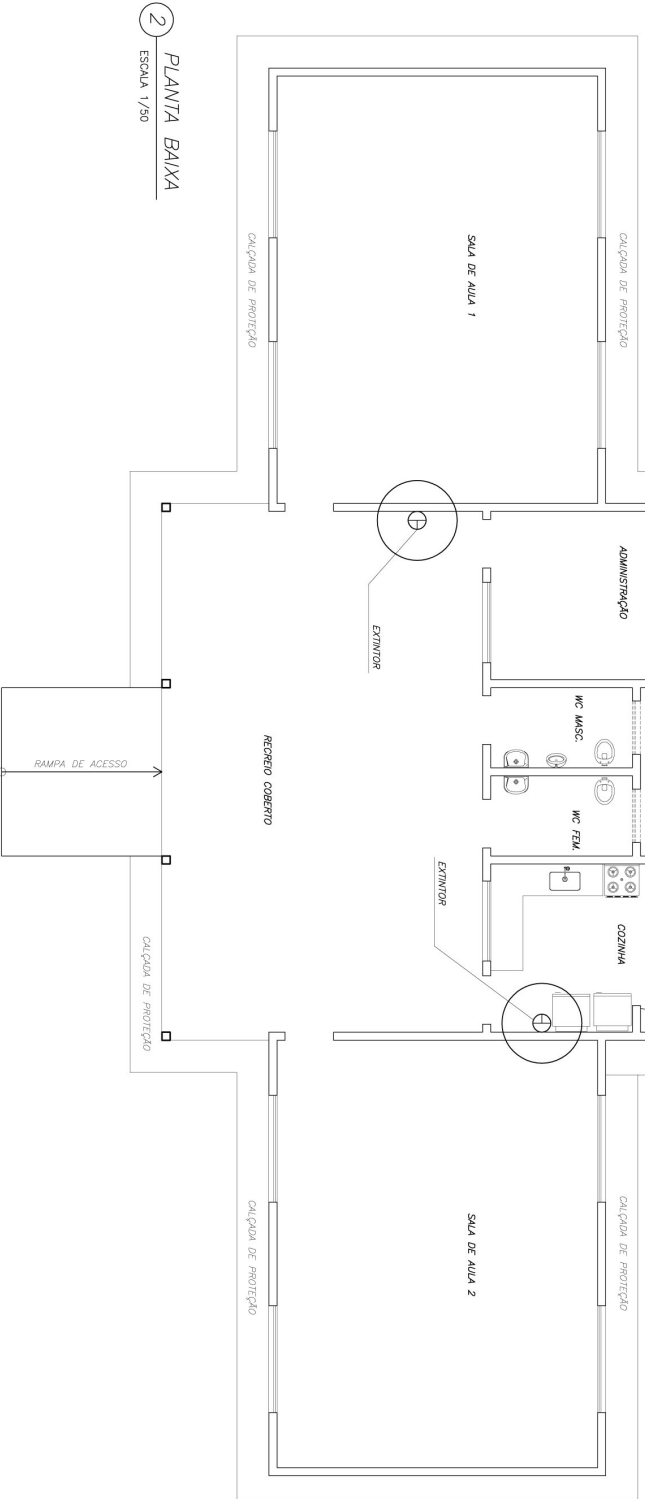 2
PLANTA BAIXA
ESCALA 1/50
CALÇADA DE PROTEÇÃO
SALA DE AULA 1
CALÇADA DE PROTEÇÃO
ADMINISTRAÇÃO
EXTINTOR
WC MASC.
RECREIO COBERTO
RAMPA DE ACESSO
WC FEM.
EXTINTOR
COZINHA
CALÇADA DE PROTEÇÃO
CALÇADA DE PROTEÇÃO
SALA DE AULA 2
CALÇADA DE PROTEÇÃO